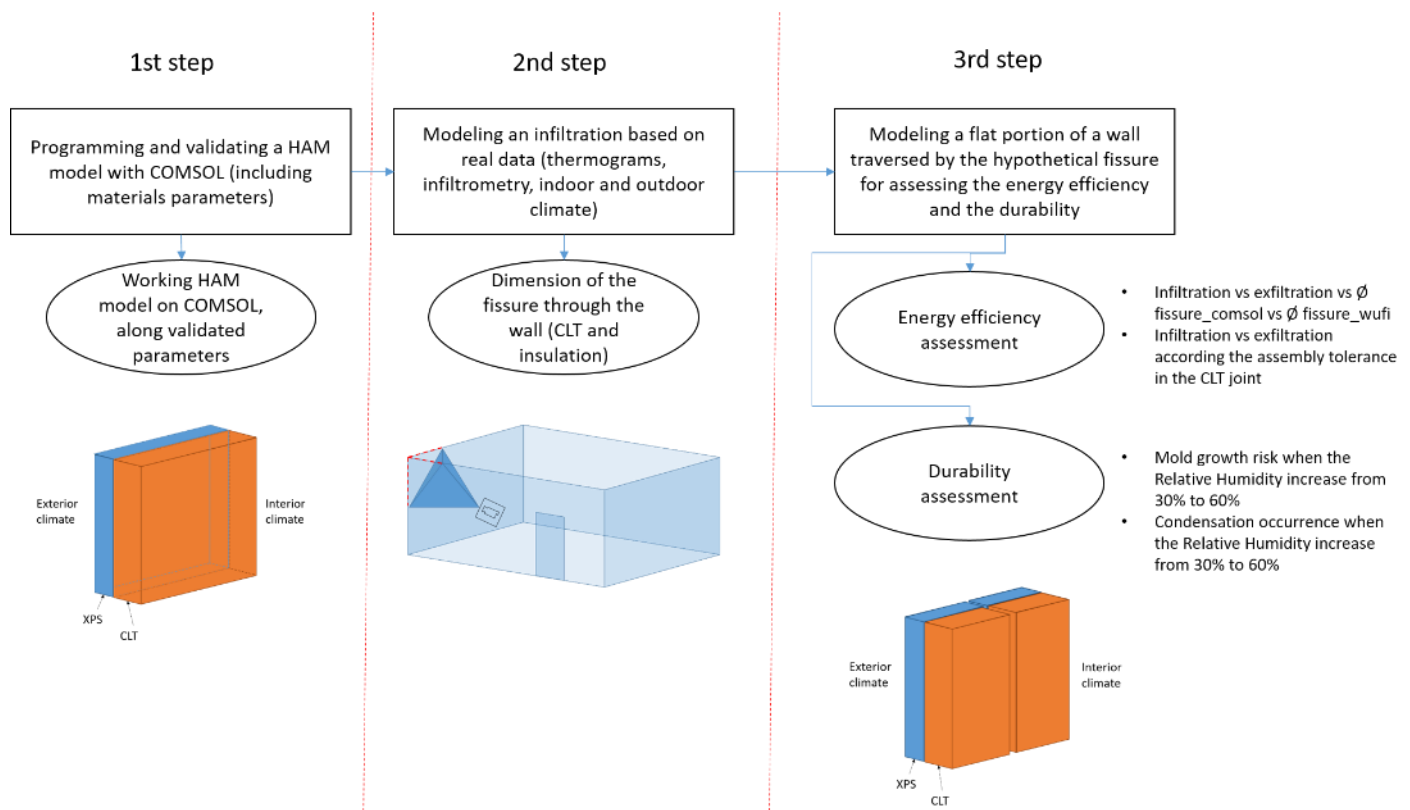 1st step
Programming and validating a HAM
model with COMSOL (including
materials parameters)
Working HAM
model on COMSOL,
along validated
parameters
Exterior
climate
Interior
climate
XPS
CLT
2nd step
Modeling an infiltration based on
real data (thermograms,
infiltrometry, indoor and outdoor
climate)
Dimension of the
fissure through the
wall (CLT and
insulation)
3rd step
Modeling a flat portion of a wall
traversed by the hypothetical fissure
for assessing the energy efficiency
and the durability
Energy efficiency
assessment
• Infiltration vs exfiltration vs Ø
fissure_comsol vs Ø fissure_wufi
• Infiltration vs exfiltration
according the assembly tolerance
in the CLT joint
Durability
assessment
• Mold growth risk when the
Relative Humidity increase from
30% to 60%
• Condensation occurrence when
the Relative Humidity increase
from 30% to 60%
Exterior
climate
Interior
climate
XPS
CLT